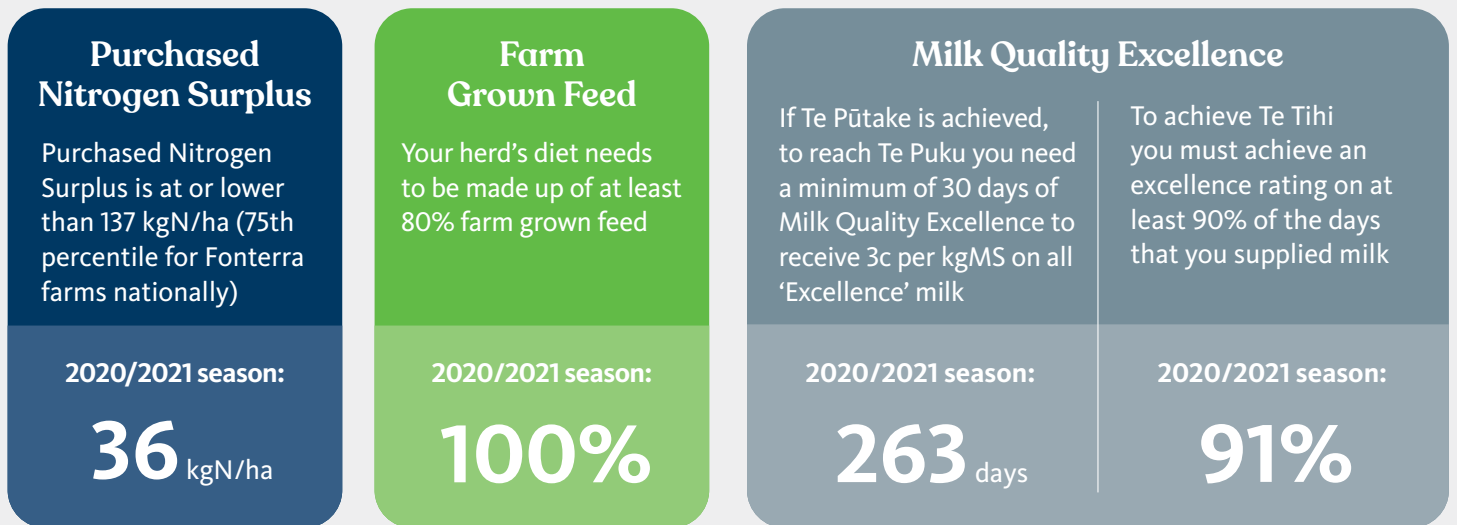 Purchased
Nitrogen Surplus
Purchased Nitrogen
Surplus is at or lower
than 137 kgN/ha (75th
percentile for Fonterra
farms nationally)
2020/2021 season:
36 kgN/ha
Farm
Grown Feed
Your herd’s diet needs
to be made up of at least
80% farm grown feed
2020/2021 season:
100%
Milk Quality Excellence
If Te Pūtake is achieved,
to reach Te Puku you need
a minimum of 30 days of
Milk Quality Excellence to
receive 3c per kgMS on all
‘Excellence’ milk
2020/2021 season:
263 days
To achieve Te Tihi
you must achieve an
excellence rating on at
least 90% of the days
that you supplied milk
2020/2021 season:
91%